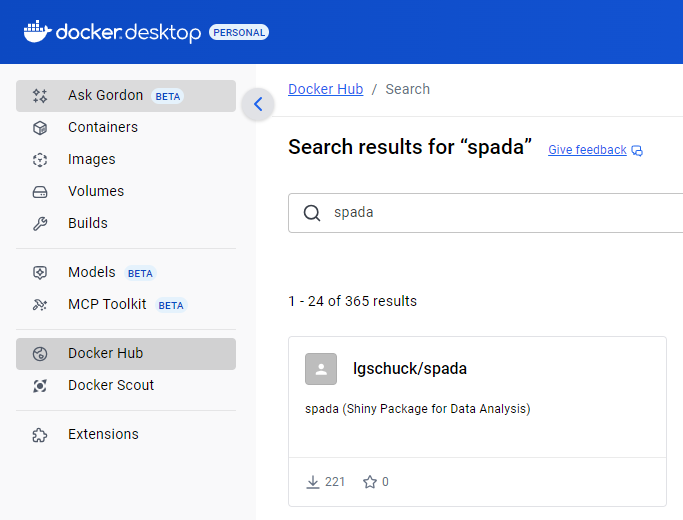 docker.desktop PERSONAL
Ask Gordon BETA
Containers
Images
Volumes
Builds
Models BETA
MCP Toolkit BETA
Docker Hub
Docker Scout
Extensions
Docker Hub / Search
Search results for “spada” Give feedback
spada
1 - 24 of 365 results
lgschuck/spada
spada (Shiny Package for Data Analysis)
221 0